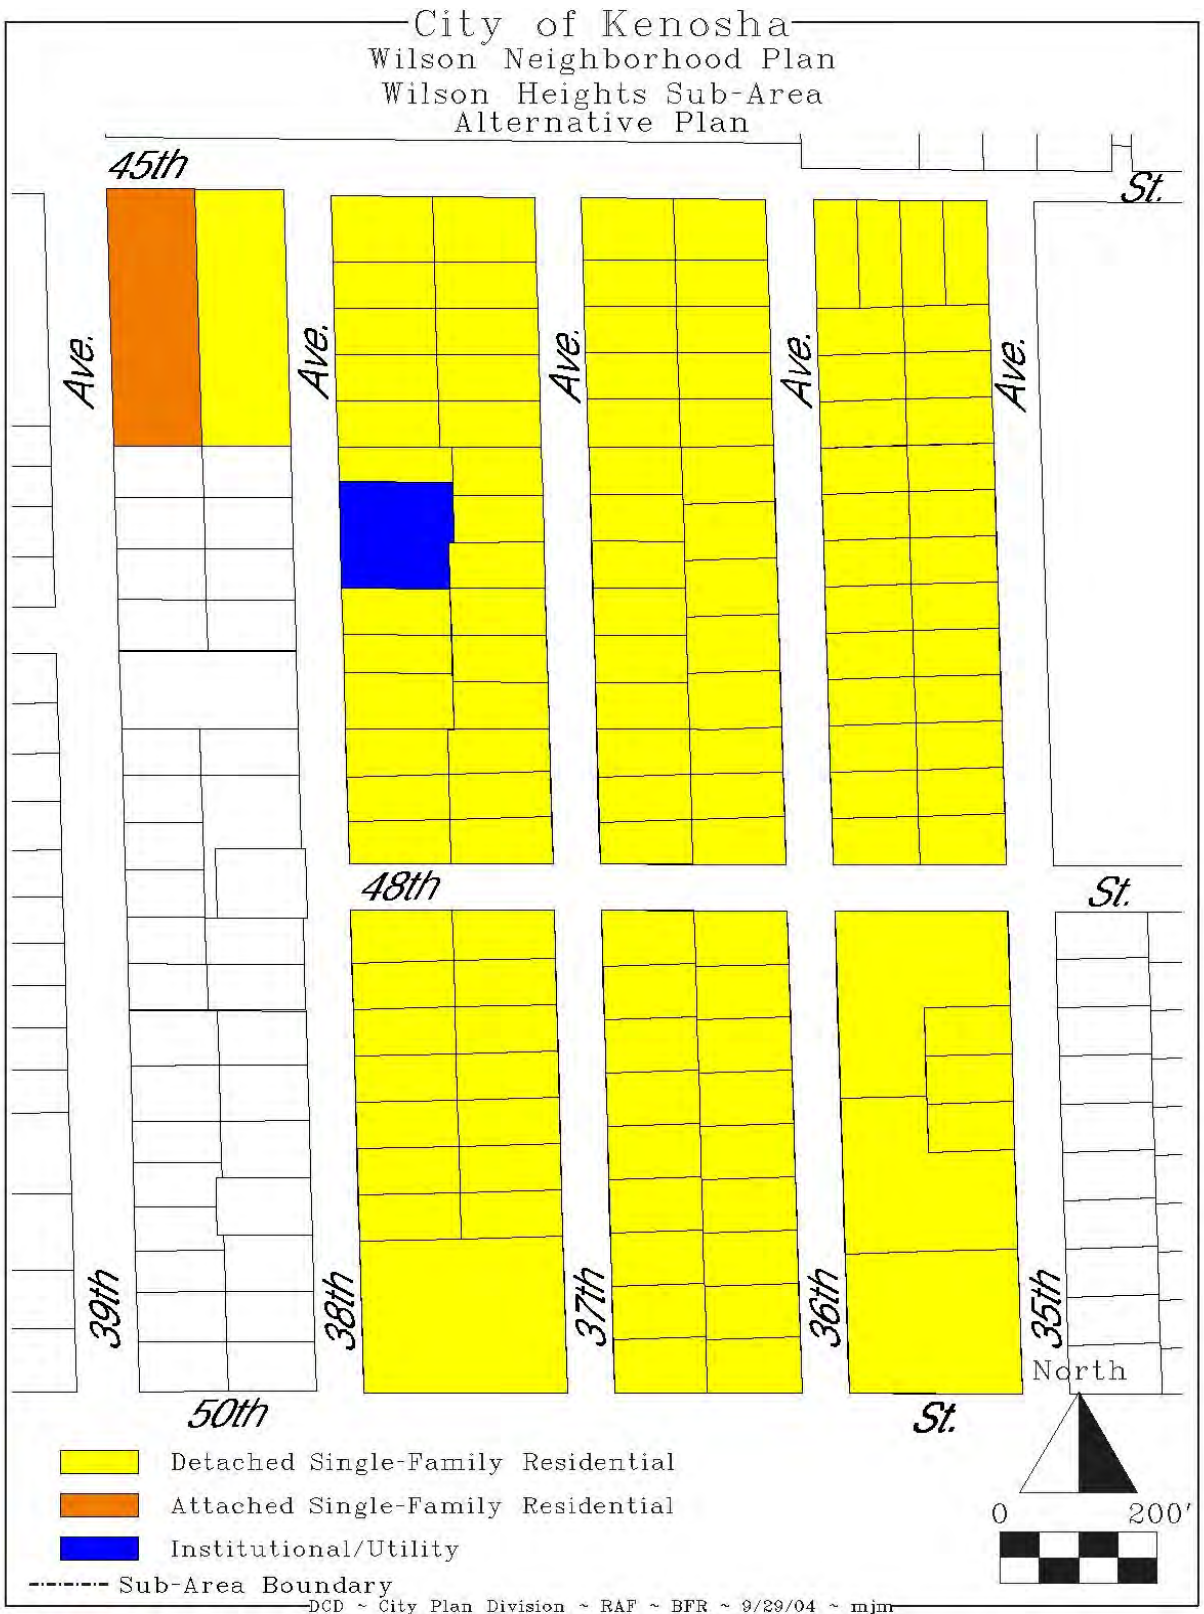 City of Kenosha
Wilson Neighborhood Plan
Wilson Heights Sub-Area
Alternative Plan
45th
St.
Ave.
Ave.
Ave.
Ave.
Ave.
48th
St.
39th
38th
37th
36th
35th
North
50th
St.
Detached Single-Family Residential
Attached Single-Family Residential
0 200'
Institutional/Utility
Sub-Area Boundary
DCD ~ City Plan Division ~ RAF ~ BFR ~ 9/29/04 ~ mjm